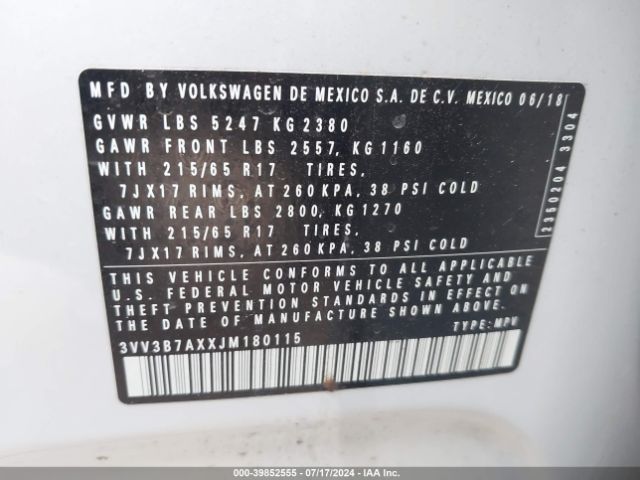 MFD BY VOLKSWAGEN DE MEXICO S.A. DE C.V. MEXICO 06/18
GVWR LBS 5247 KG 2380
GAWR FRONT LBS 2557, KG 1160
WITH 215/65 R17 TIRES,
7JX17 RIMS, AT 260 KPA, 38 PSI COLD
GAWR REAR LBS 2800, KG 1270
WITH 215/65 R17 TIRES,
7JX17 RIMS, AT 260 KPA, 38 PSI COLD
2350204 3304
THIS VEHICLE CONFORMS TO ALL APPLICABLE
U.S. FEDERAL MOTOR VEHICLE SAFETY AND
THEFT PREVENTION STANDARDS IN EFFECT ON
THE DATE OF MANUFACTURE SHOWN ABOVE.
3VV3B7AXXJM180115 TYPE: MPV
000-39852555 - 07/17/2024 - IAA Inc.